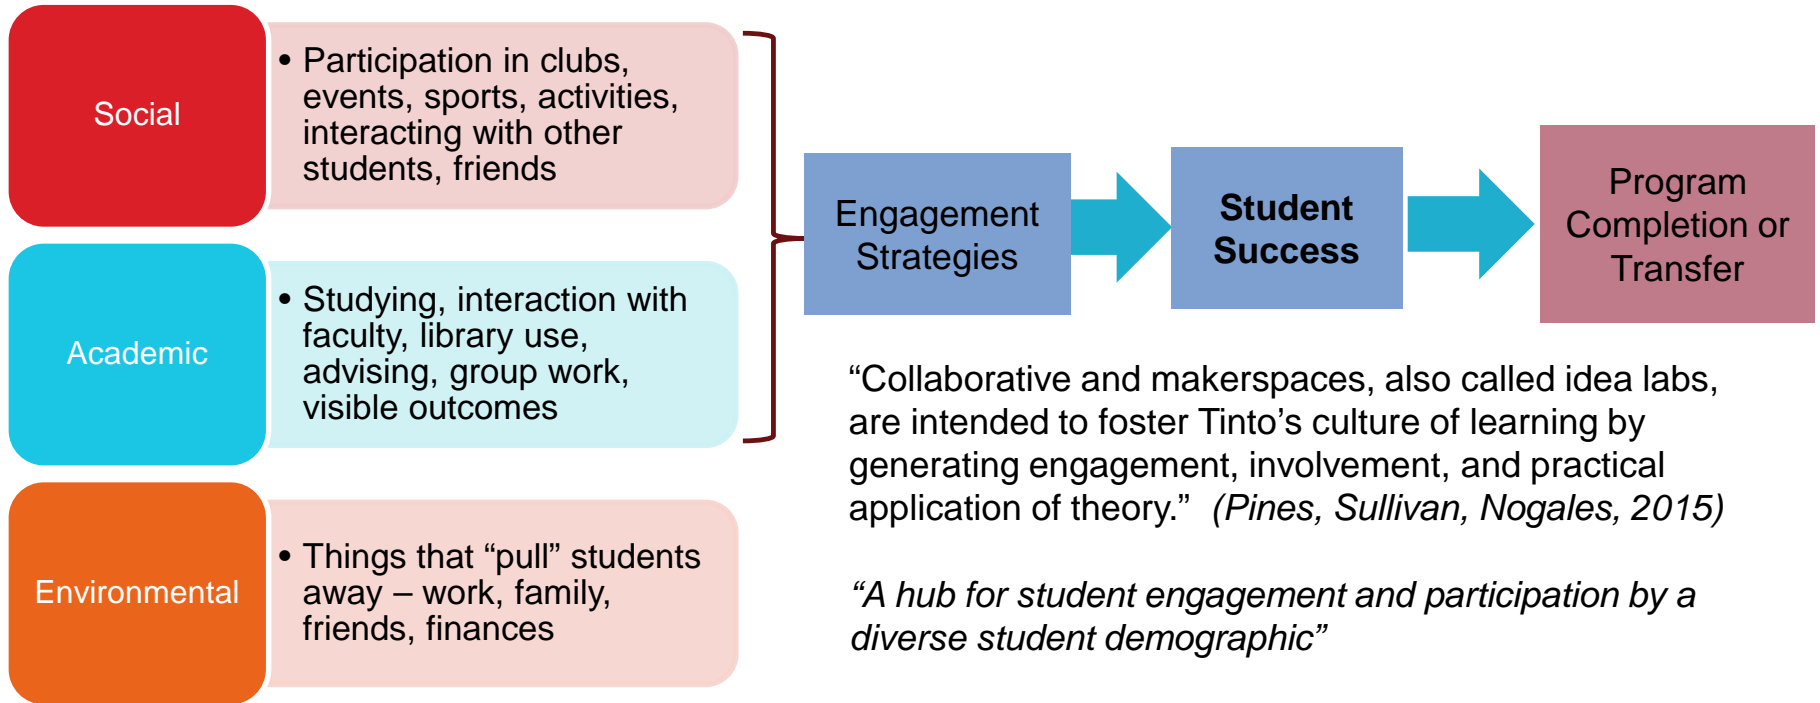 Social
• Participation in clubs,
events, sports, activities,
interacting with other
students, friends
Academic
• Studying, interaction with
faculty, library use,
advising, group work,
visible outcomes
Environmental
• Things that “pull” students
away – work, family,
friends, finances
Engagement
Strategies
Student
Success
Program
Completion or
Transfer
“Collaborative and makerspaces, also called idea labs,
are intended to foster Tinto’s culture of learning by
generating engagement, involvement, and practical
application of theory.” (Pines, Sullivan, Nogales, 2015)
“A hub for student engagement and participation by a
diverse student demographic”